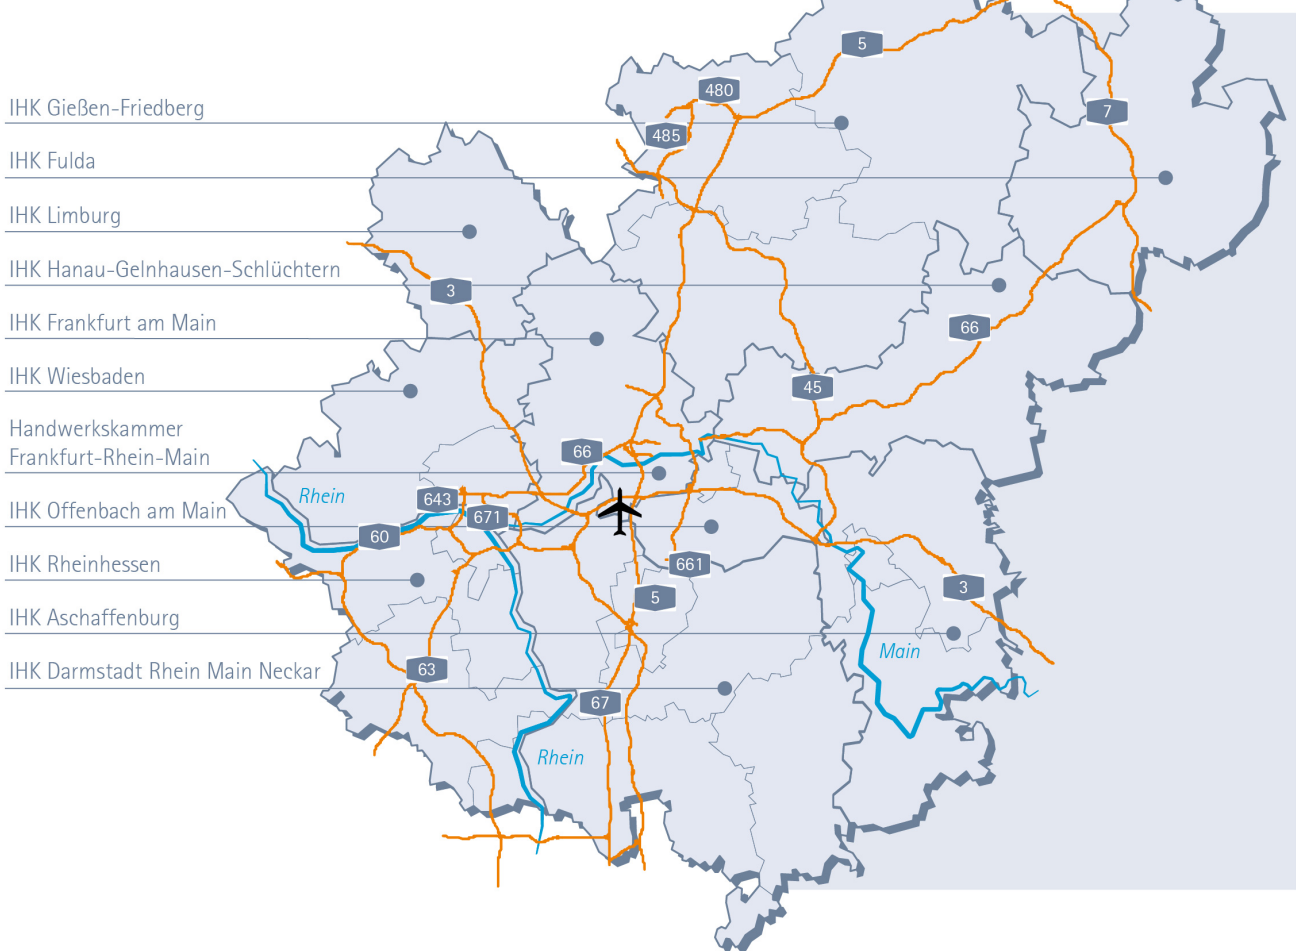 IHK Gießen-Friedberg
IHK Fulda
IHK Limburg
IHK Hanau-Gelnhausen-Schlüchtern
IHK Frankfurt am Main
IHK Wiesbaden
Handwerkskammer
Frankfurt-Rhein-Main
IHK Offenbach am Main
IHK Rheinhessen
IHK Aschaffenburg
IHK Darmstadt Rhein Main Neckar
5
480
7
485
3
66
45
66
Rhein
643
671
60
661
3
5
Main
63
67
Rhein